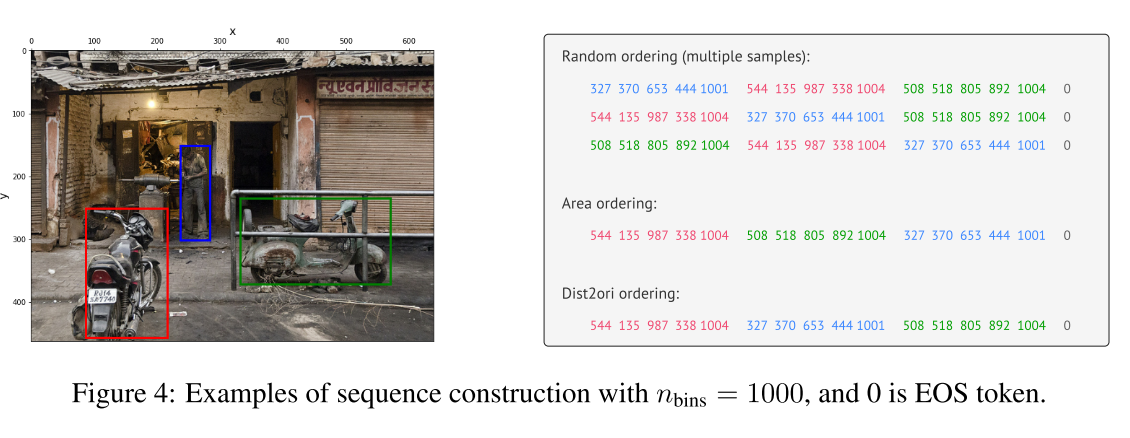 x
0 100 200 300 400 500 600
0
100
200
300
400
y
न्यू एवन प्रोविजन स्
RJ14
Random ordering (multiple samples):
327 370 653 444 1001 544 135 987 338 1004 508 518 805 892 1004 0
544 135 987 338 1004 327 370 653 444 1001 508 518 805 892 1004 0
508 518 805 892 1004 544 135 987 338 1004 327 370 653 444 1001 0
Area ordering:
544 135 987 338 1004 508 518 805 892 1004 327 370 653 444 1001 0
Dist2ori ordering:
544 135 987 338 1004 327 370 653 444 1001 508 518 805 892 1004 0
Figure 4: Examples of sequence construction with n_bins = 1000, and 0 is EOS token.